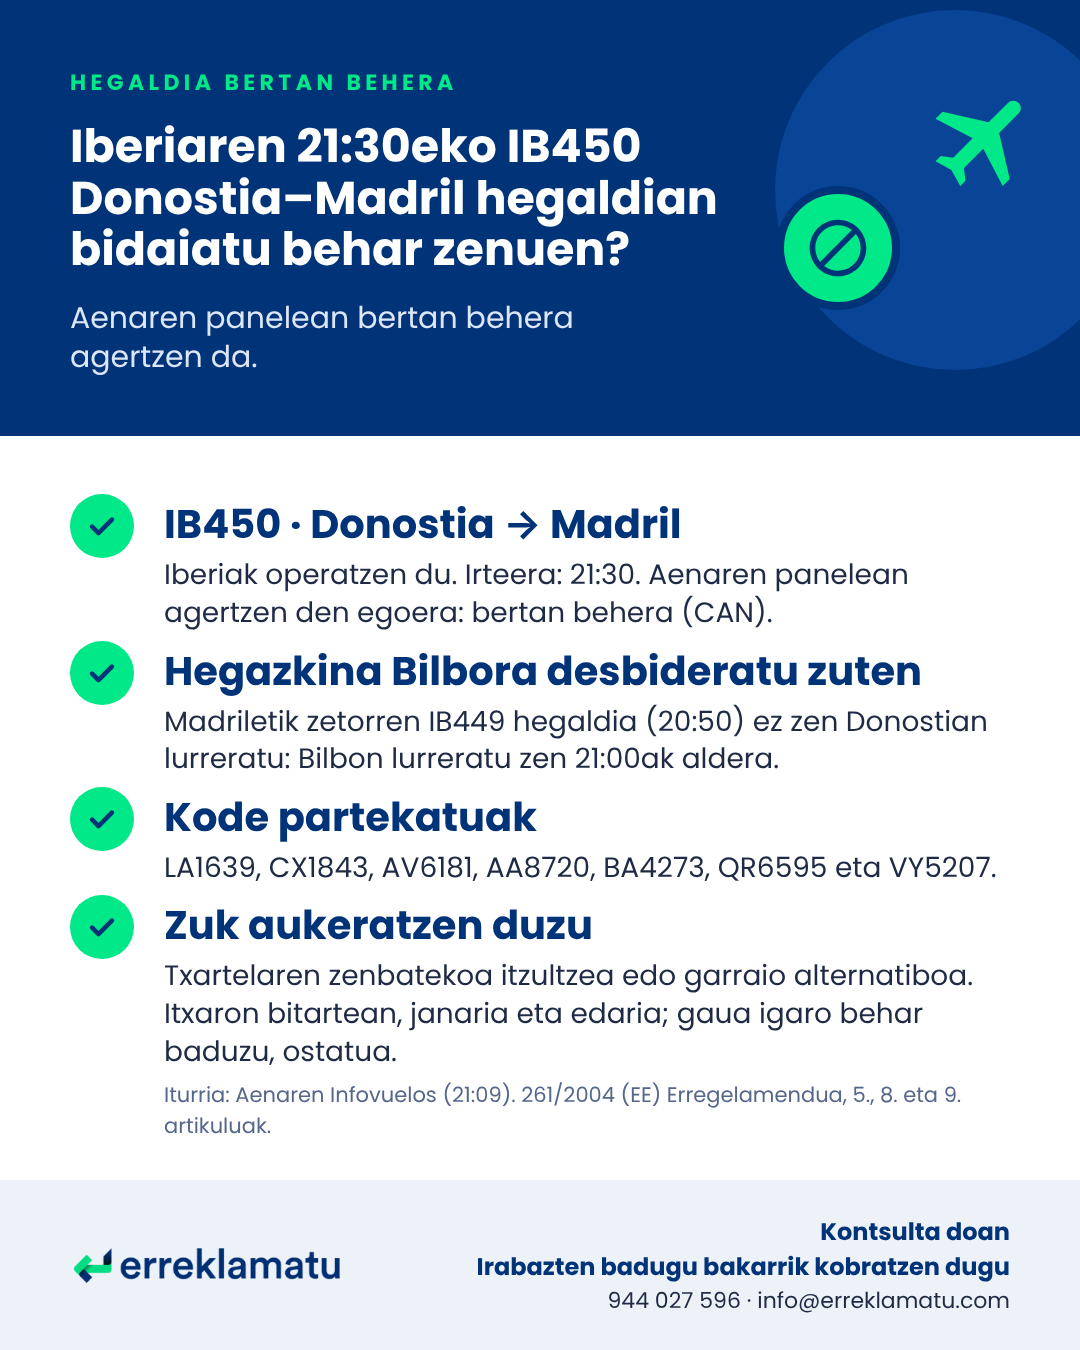 HEGALDIA BERTAN BEHERA
Iberiaren 21:30eko IB450
Donostia–Madril hegaldian
bidaiatu behar zenuen?
Aenaren panelean bertan behera
agertzen da.
IB450 · Donostia → Madril
Iberiak operatzen du. Irteera: 21:30. Aenaren panelean
agertzen den egoera: bertan behera (CAN).
Hegazkina Bilbora desbideratu zuten
Madriletik zetorren IB449 hegaldia (20:50) ez zen Donostian
lurreratu: Bilbon lurreratu zen 21:00ak aldera.
Kode partekatuak
LA1639, CX1843, AV6181, AA8720, BA4273, QR6595 eta VY5207.
Zuk aukeratzen duzu
Txartelaren zenbatekoa itzultzea edo garraio alternatiboa.
Itxaron bitartean, janaria eta edaria; gaua igaro behar
baduzu, ostatua.
Iturria: Aenaren Infovuelos (21:09). 261/2004 (EE) Erregelamendua, 5., 8. eta 9.
artikuluak.
erreklamatu
Kontsulta doan
Irabazten badugu bakarrik kobratzen dugu
944 027 596 · info@erreklamatu.com